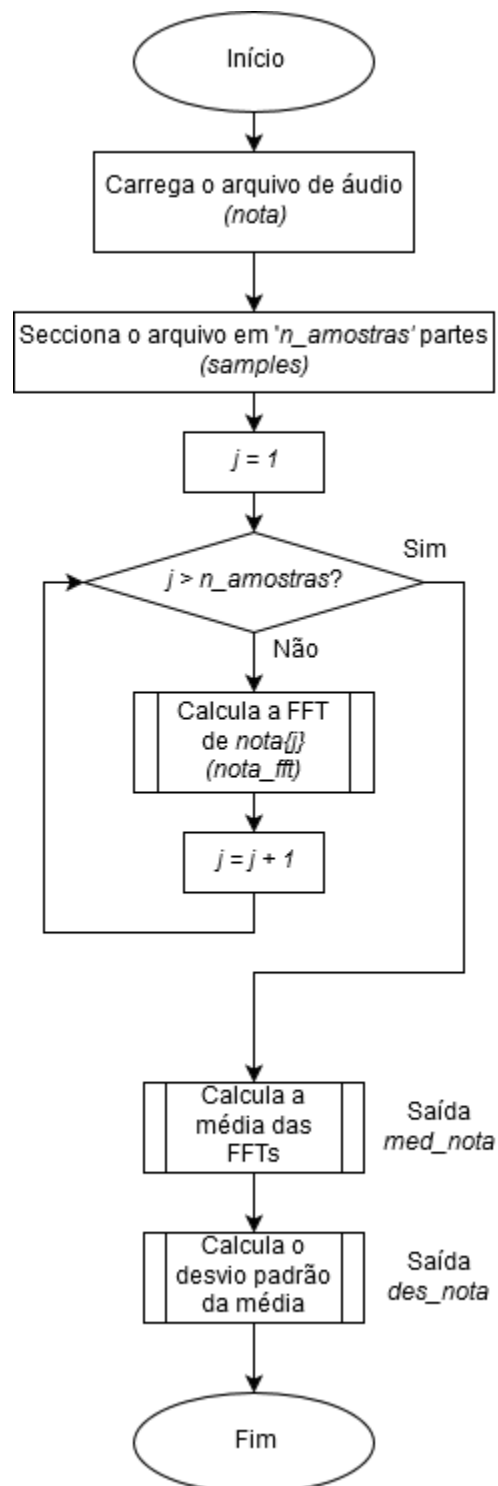 Início
Carrega o arquivo de áudio
(nota)
Secciona o arquivo em 'n_amostras' partes
(samples)
j = 1
j > n_amostras?
Sim
Não
Calcula a FFT
de nota{j}
(nota_fft)
j = j + 1
Calcula a
média das
FFTs
Saída
med_nota
Calcula o
desvio padrão
da média
Saída
des_nota
Fim